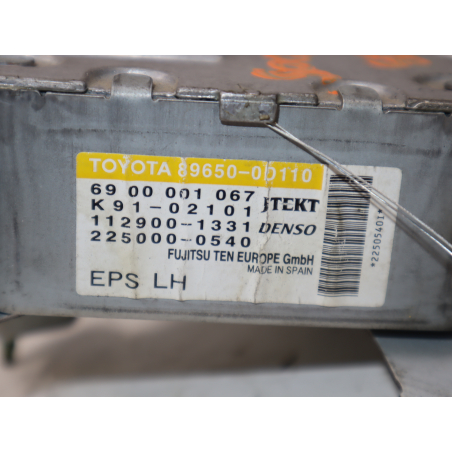 TOYOTA 89650-0D110
69 00 001 067
K 91-02101 JTEKT
112900-1331 DENSO
225000-0540
FUJITSU TEN EUROPE GmbH
MADE IN SPAIN
EPS LH